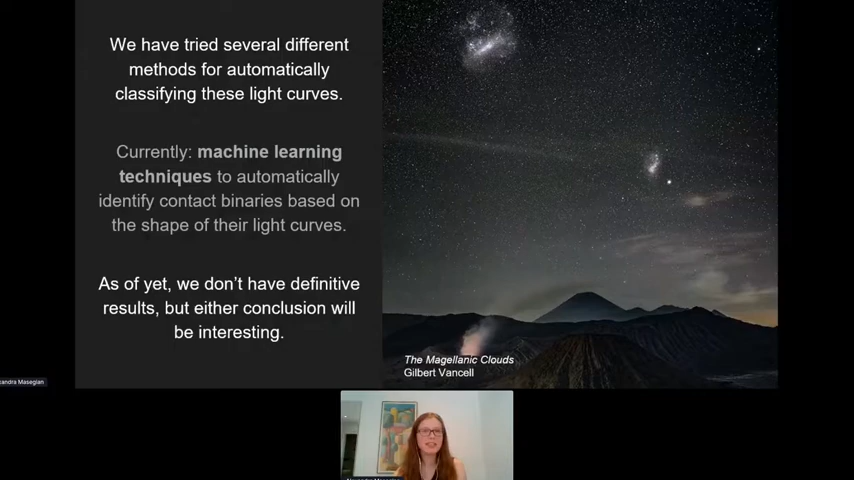 We have tried several different
methods for automatically
classifying these light curves.
Currently: machine learning
techniques to automatically
identify contact binaries based on
the shape of their light curves.
As of yet, we don't have definitive
results, but either conclusion will
be interesting.
The Magellanic Clouds
Gilbert Vancell
xandra Masegian